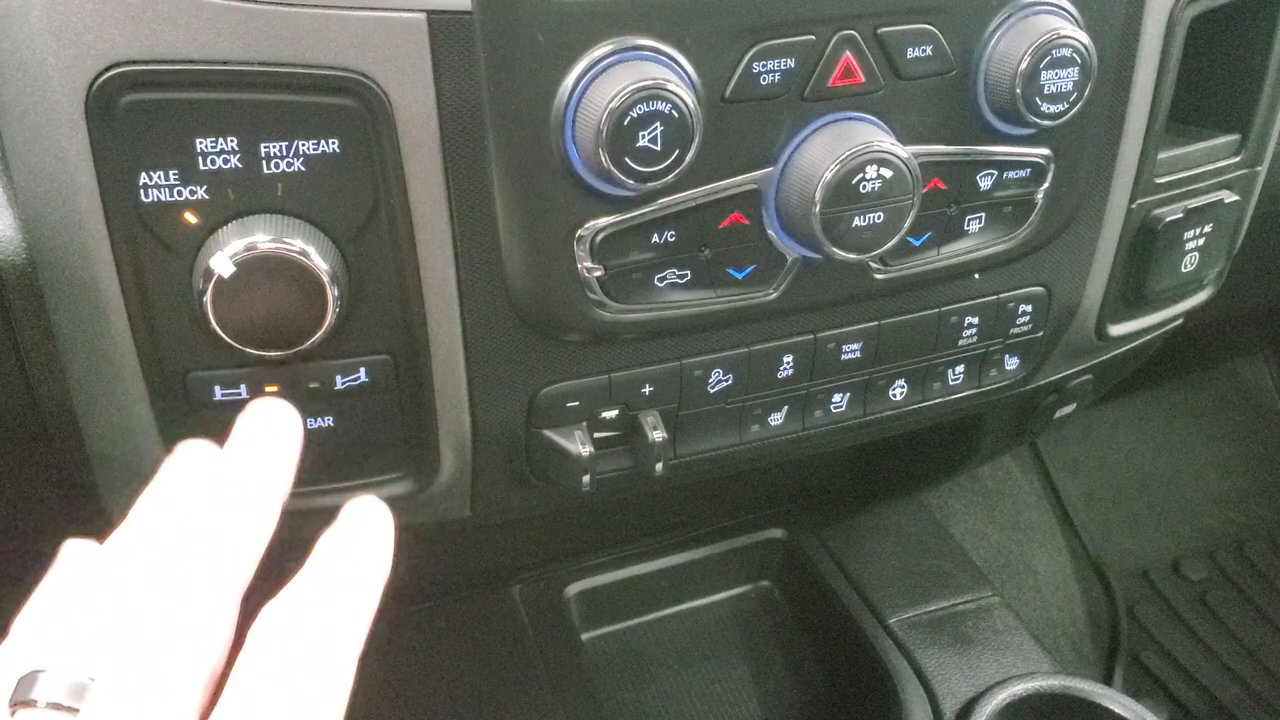 AXLE
UNLOCK
REAR
LOCK
FRT/REAR
LOCK
BAR
VOLUME
SCREEN
OFF
BACK
TUNE
BROWSE
ENTER
SCROLL
OFF
AUTO
A/C
FRONT
115 V AC
150 W
−
+
OFF
TOW/
HAUL
P
OFF
REAR
P
OFF
FRONT